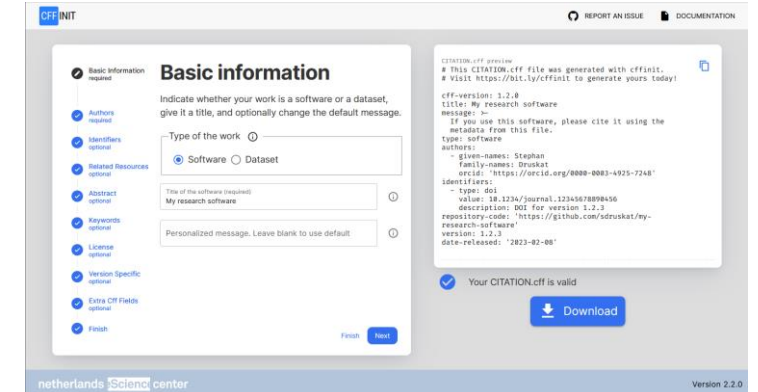 CFF INIT
REPORT AN ISSUE
DOCUMENTATION
Basic Information
required
Authors
required
Identifiers
optional
Related Resources
optional
Abstract
optional
Keywords
optional
License
optional
Version Specific
optional
Extra Cff Fields
optional
Finish
Basic information
Indicate whether your work is a software or a dataset,
give it a title, and optionally change the default message.
Type of the work
Software
Dataset
Title of the software (required)
My research software
Personalized message. Leave blank to use default
Finish
Next
CITATION.cff preview
# This CITATION.cff file was generated with cffinit.
# Visit https://bit.ly/cffinit to generate yours today!
cff-version: 1.2.0
title: My research software
message: >-
If you use this software, please cite it using the
metadata from this file.
type: software
authors:
- given-names: Stephan
family-names: Druskat
orcid: 'https://orcid.org/0000-0003-4925-7248'
identifiers:
- type: doi
value: 10.1234/journal.12345678890456
description: DOI for version 1.2.3
repository-code: 'https://github.com/sdruskat/my-
research-software'
version: 1.2.3
date-released: '2023-02-08'
Your CITATION.cff is valid
Download
netherlands eScience center
Version 2.2.0